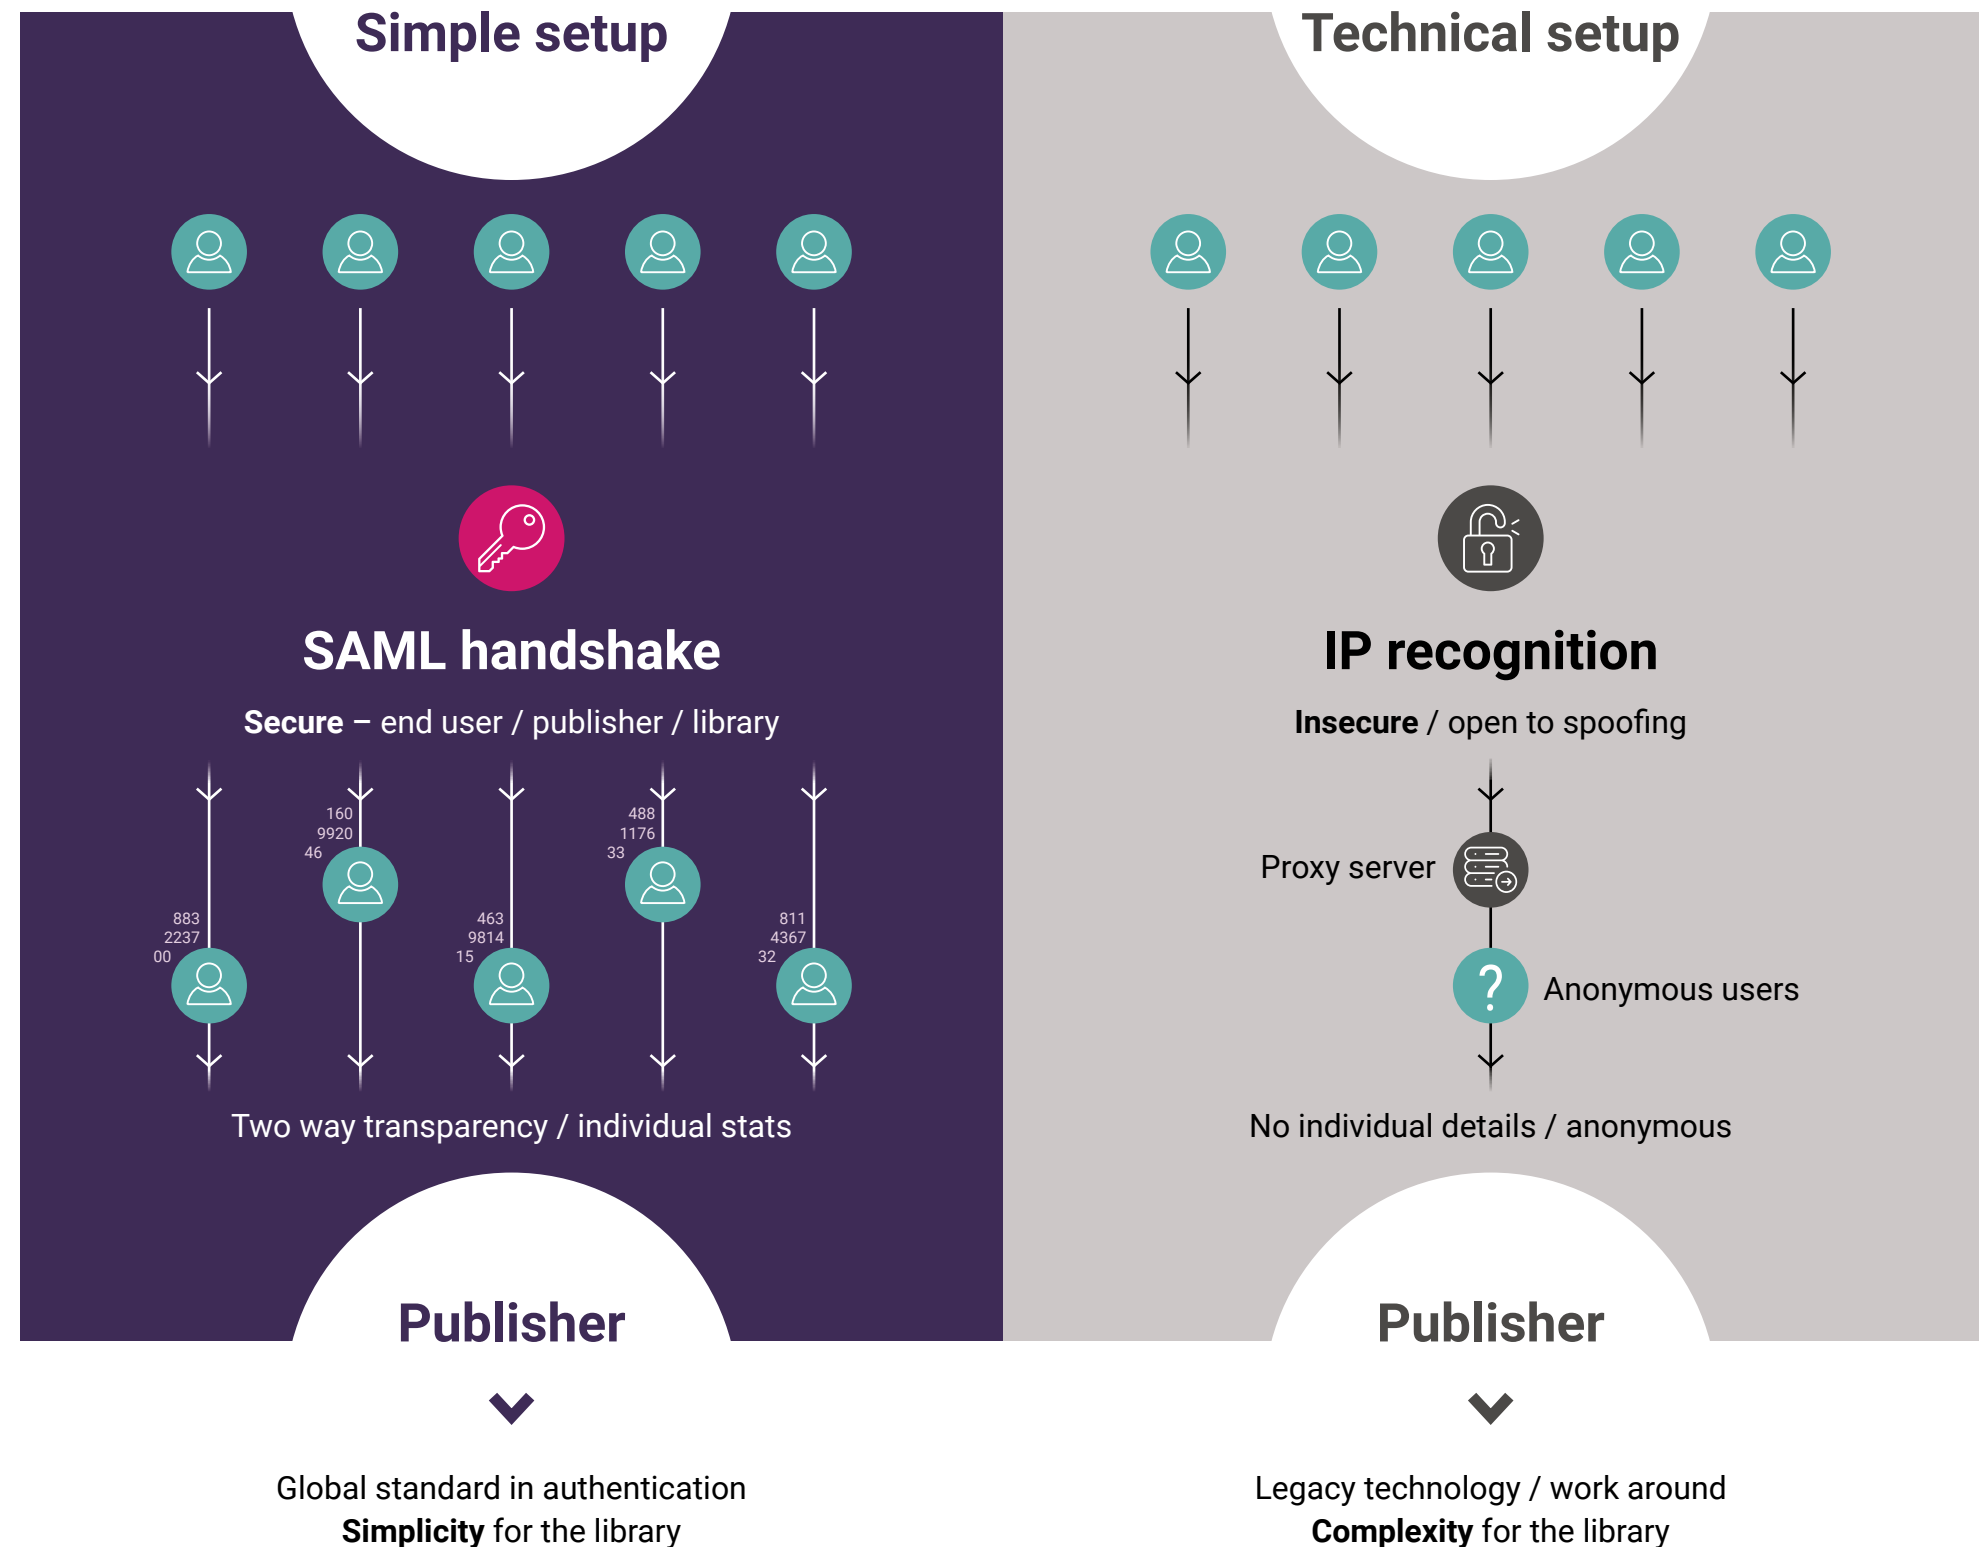 Simple setup
SAML handshake
Secure – end user / publisher / library
160
9920
46
488
1176
33
883
2237
00
463
9814
15
811
4367
32
Two way transparency / individual stats
Publisher
Global standard in authentication
Simplicity for the library
Technical setup
IP recognition
Insecure / open to spoofing
Proxy server
?
Anonymous users
No individual details / anonymous
Publisher
Legacy technology / work around
Complexity for the library